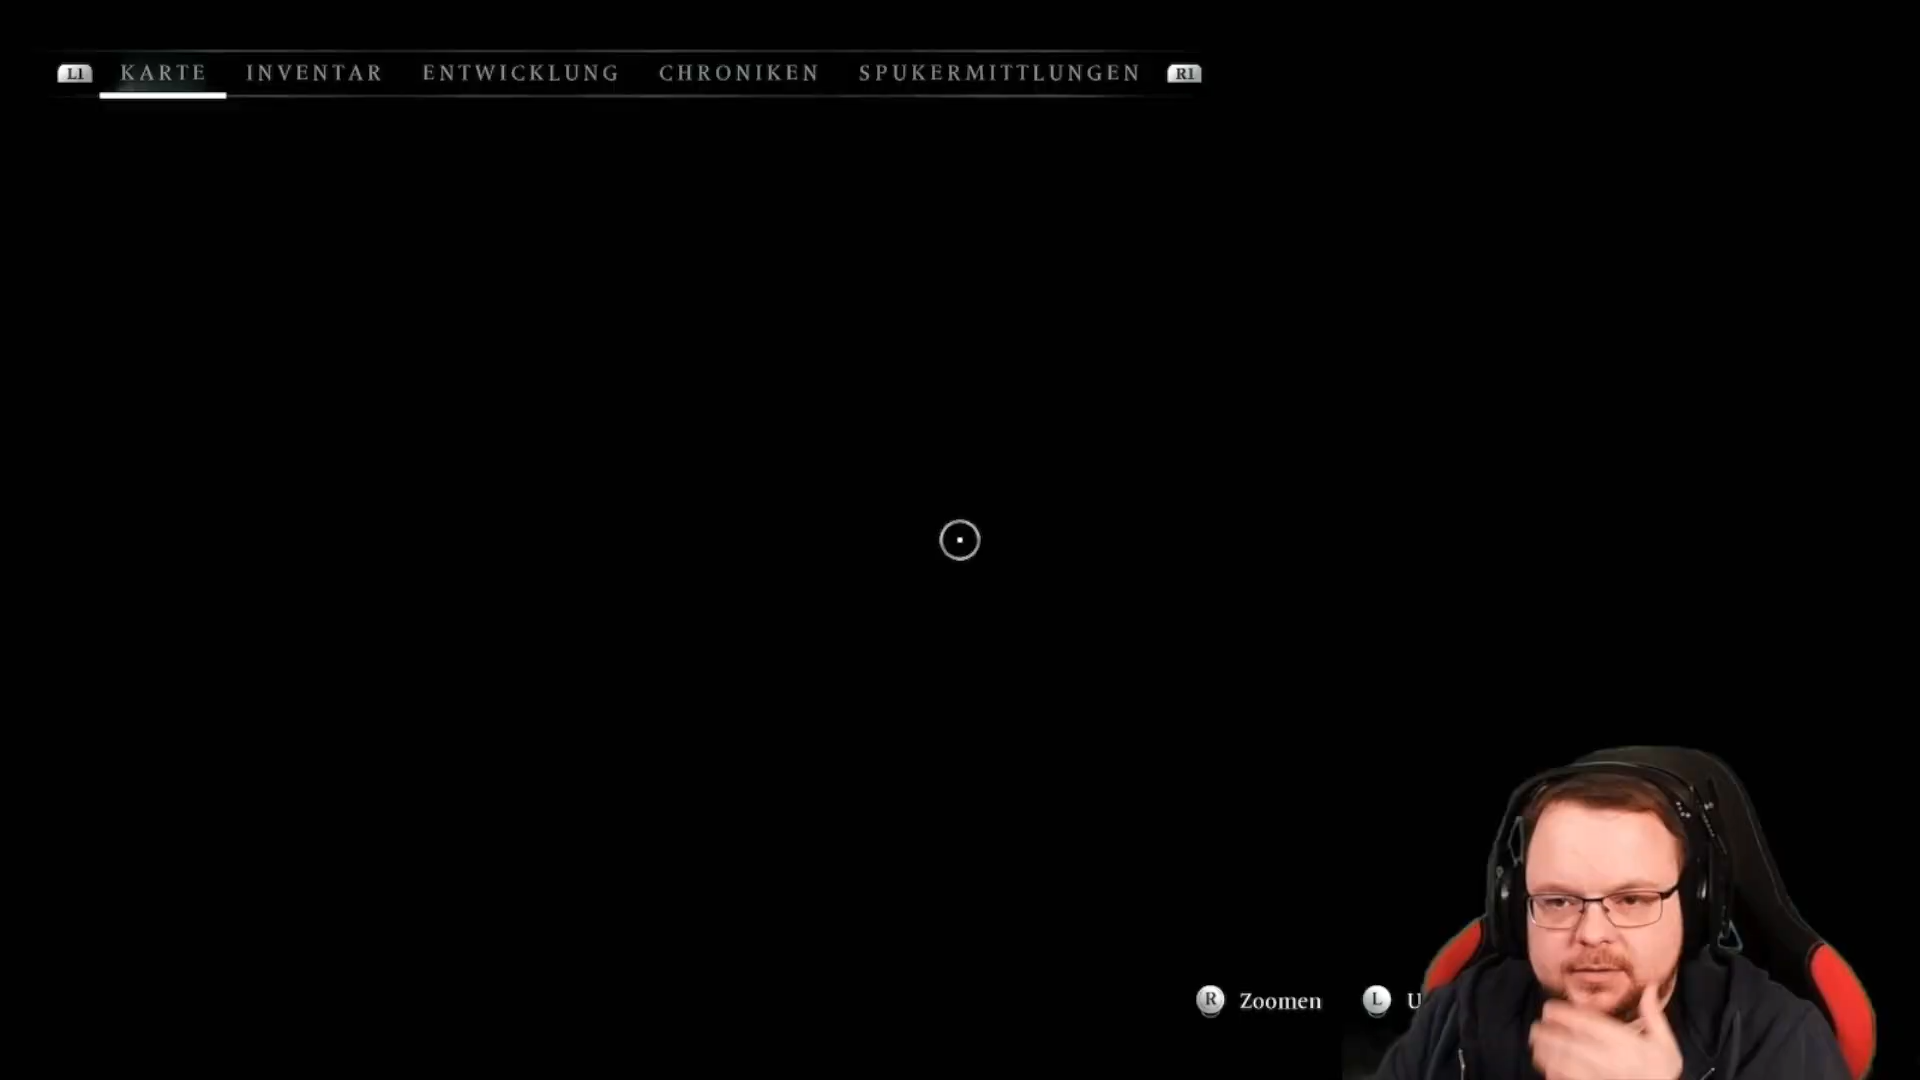 L1 KARTE INVENTAR ENTWICKLUNG CHRONIKEN SPUKERMITTLUNGEN R1
R Zoomen L